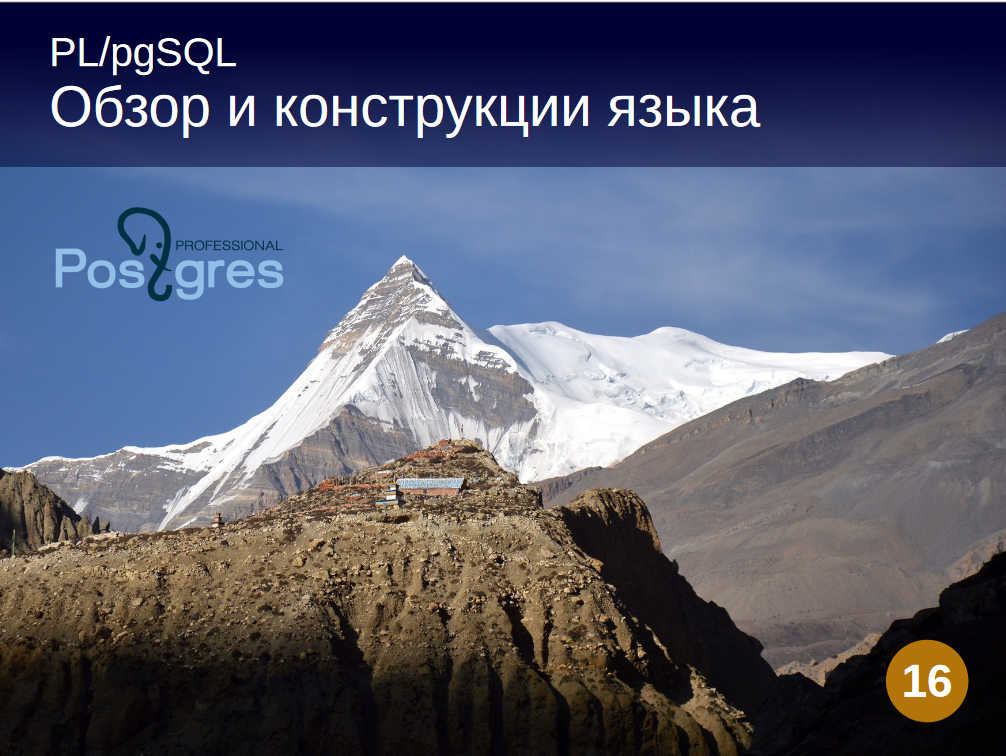 PL/pgSQL
Обзор и конструкции языка
PROFESSIONAL
Postgres
16